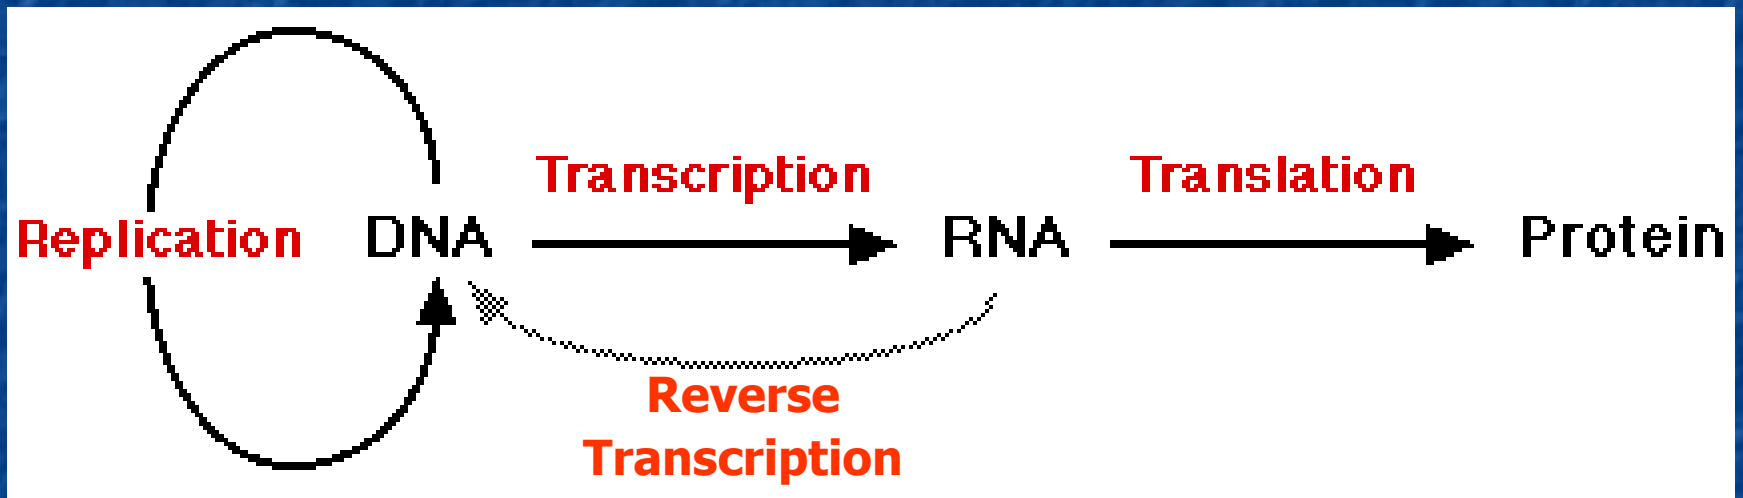 Transcription
Translation
Replication
DNA
RNA
Protein
Reverse
Transcription